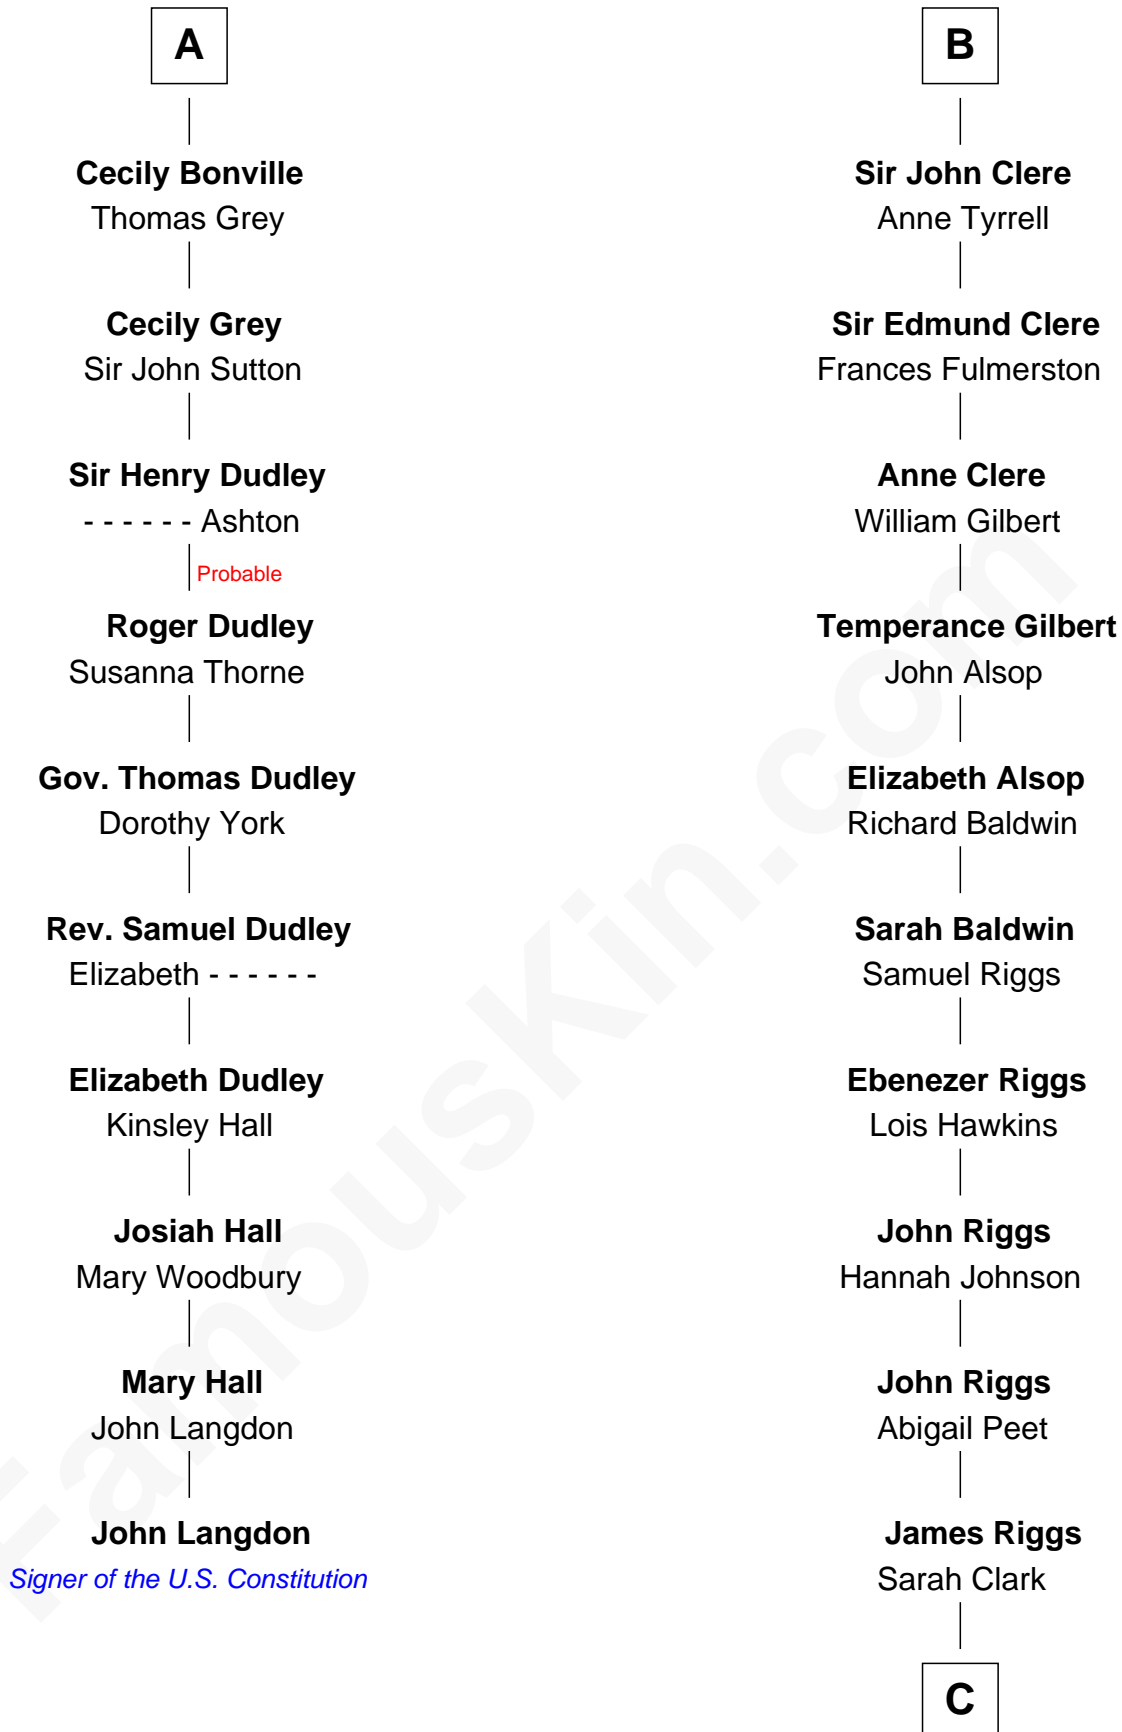 A
Cecily Bonville
Thomas Grey
Cecily Grey
Sir John Sutton
Sir Henry Dudley
- - - - - - Ashton
Probable
Roger Dudley
Susanna Thorne
Gov. Thomas Dudley
Dorothy York
Rev. Samuel Dudley
Elizabeth - - - - - -
Elizabeth Dudley
Kinsley Hall
Josiah Hall
Mary Woodbury
Mary Hall
John Langdon
John Langdon
Signer of the U.S. Constitution
B
Sir John Clere
Anne Tyrrell
Sir Edmund Clere
Frances Fulmerston
Anne Clere
William Gilbert
Temperance Gilbert
John Alsop
Elizabeth Alsop
Richard Baldwin
Sarah Baldwin
Samuel Riggs
Ebenezer Riggs
Lois Hawkins
John Riggs
Hannah Johnson
John Riggs
Abigail Peet
James Riggs
Sarah Clark
C
FamousKin.com